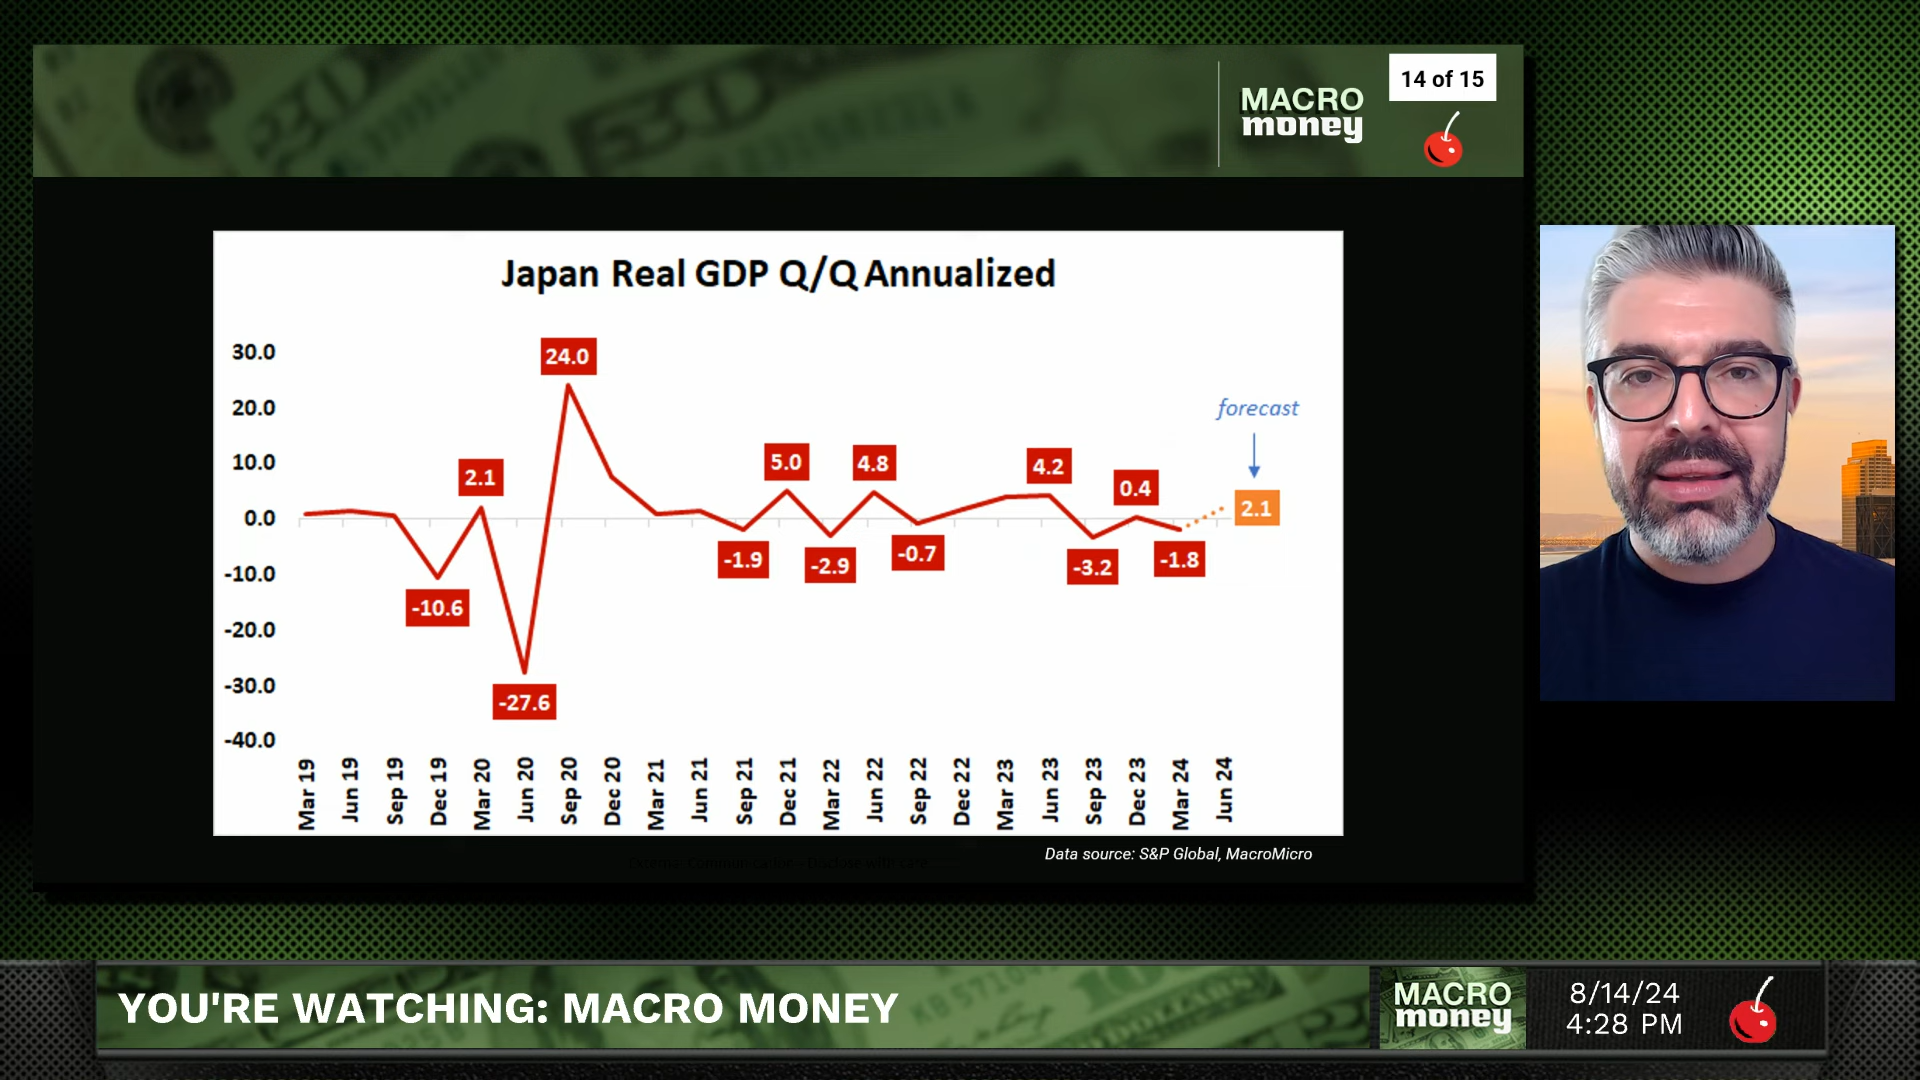 MACRO
money
14 of 15
Japan Real GDP Q/Q Annualized
30.0
20.0
10.0
0.0
-10.0
-20.0
-30.0
-40.0
-10.6
2.1
-27.6
24.0
-1.9
5.0
-2.9
4.8
-0.7
4.2
-3.2
0.4
-1.8
forecast
2.1
Mar 19
Jun 19
Sep 19
Dec 19
Mar 20
Jun 20
Sep 20
Dec 20
Mar 21
Jun 21
Sep 21
Dec 21
Mar 22
Jun 22
Sep 22
Dec 22
Mar 23
Jun 23
Sep 23
Dec 23
Mar 24
Jun 24
Data source: S&P Global, MacroMicro
YOU'RE WATCHING: MACRO MONEY
MACRO
money
8/14/24
4:28 PM